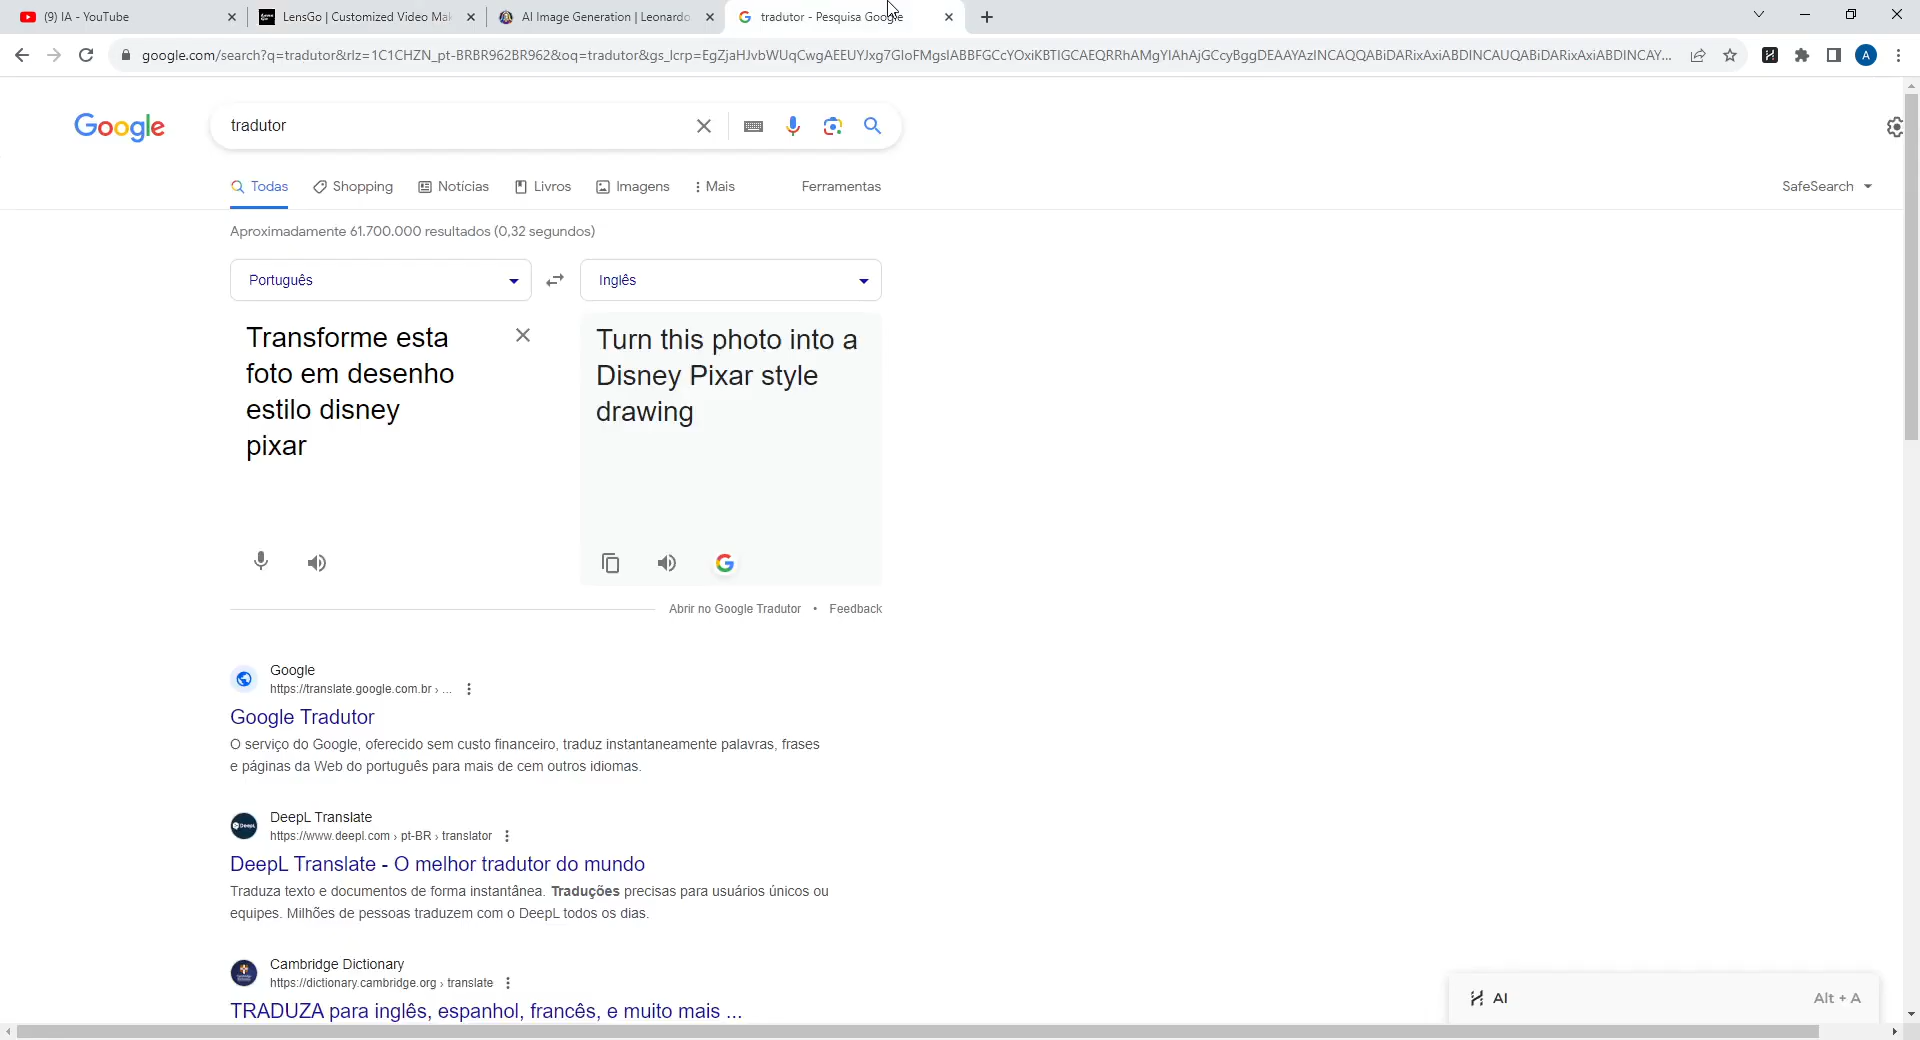 (9) IA - YouTube
LensGo | Customized Video Mak
AI Image Generation | Leonardo
tradutor - Pesquisa Google
google.com/search?q=tradutor&rlz=1C1CHZN_pt-BRBR962BR962&oq=tradutor&gs_lcrp=
A
Google
tradutor
Todas
Shopping
Notícias
Livros
Imagens
Mais
Ferramentas
SafeSearch
Aproximadamente 61.700.000 resultados (0,32 segundos)
Português
Inglês
Transforme esta
foto em desenho
estilo disney
pixar
Turn this photo into a
Disney Pixar style
drawing
Abrir no Google Tradutor • Feedback
Google
https://translate.google.com.br › ...
Google Tradutor
O serviço do Google, oferecido sem custo financeiro, traduz instantaneamente palavras, frases
e páginas da Web do português para mais de cem outros idiomas.
DeepL
DeepL Translate
https://www.deepl.com › pt-BR › translator
DeepL Translate - O melhor tradutor do mundo
Traduza texto e documentos de forma instantânea. Traduções precisas para usuários únicos ou
equipes. Milhões de pessoas traduzem com o DeepL todos os dias.
Cambridge Dictionary
https://dictionary.cambridge.org › translate
TRADUZA para inglês, espanhol, francês, e muito mais ...
AI
Alt + A